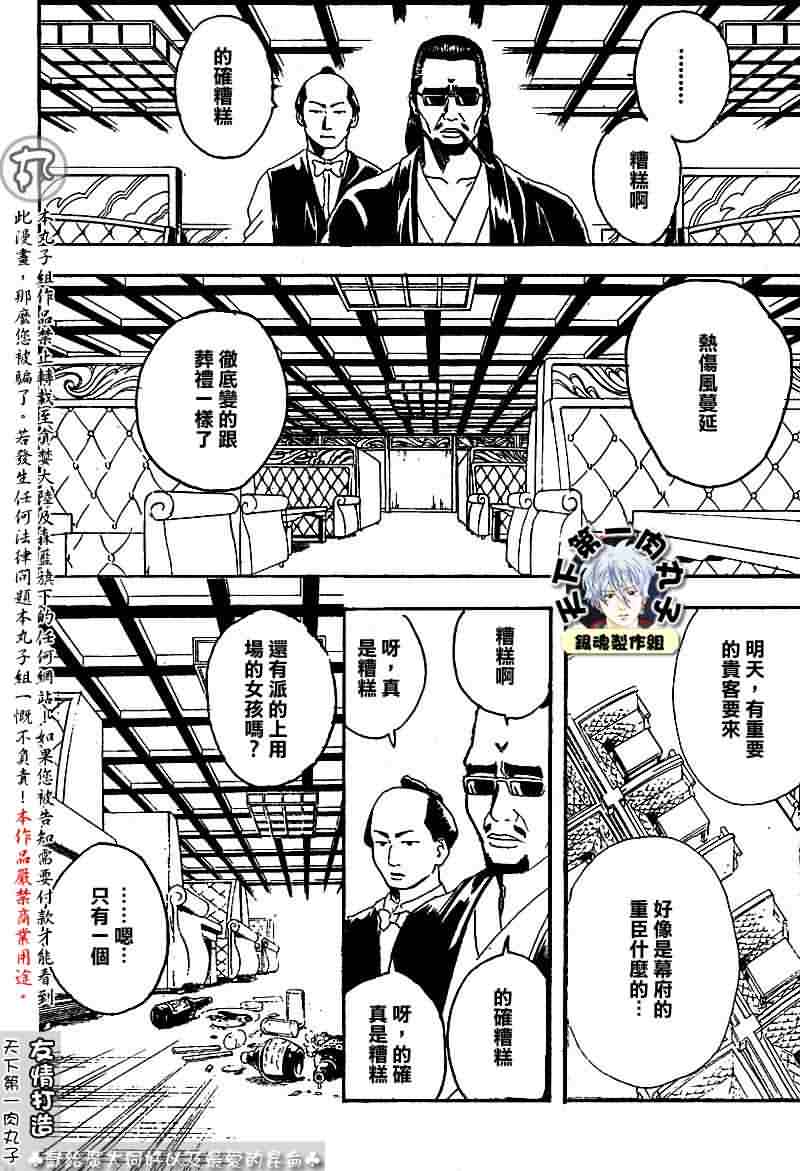 …………
糟糕啊
的確糟糕
熱傷風蔓延
徹底變的跟
葬禮一樣了
明天，有重要
的貴客要來
好像是幕府的
重臣什麼的…
糟糕啊
呀，真
是糟糕
的確糟糕
呀，的確
真是糟糕
還有派的上用
場的女孩嗎？
……嗯…
只有一個
天下第一肉丸子
銀魂製作組
丸
本丸子組作品禁止轉載至貪婪大陸及森藍旗下的任何網站，如果您被告知需要付款才能看到
此漫畫，那麼您被騙了。若發生任何法律問題本丸子組一慨不負責！本作品嚴禁商業用途。
友情打造
天下第一肉丸子